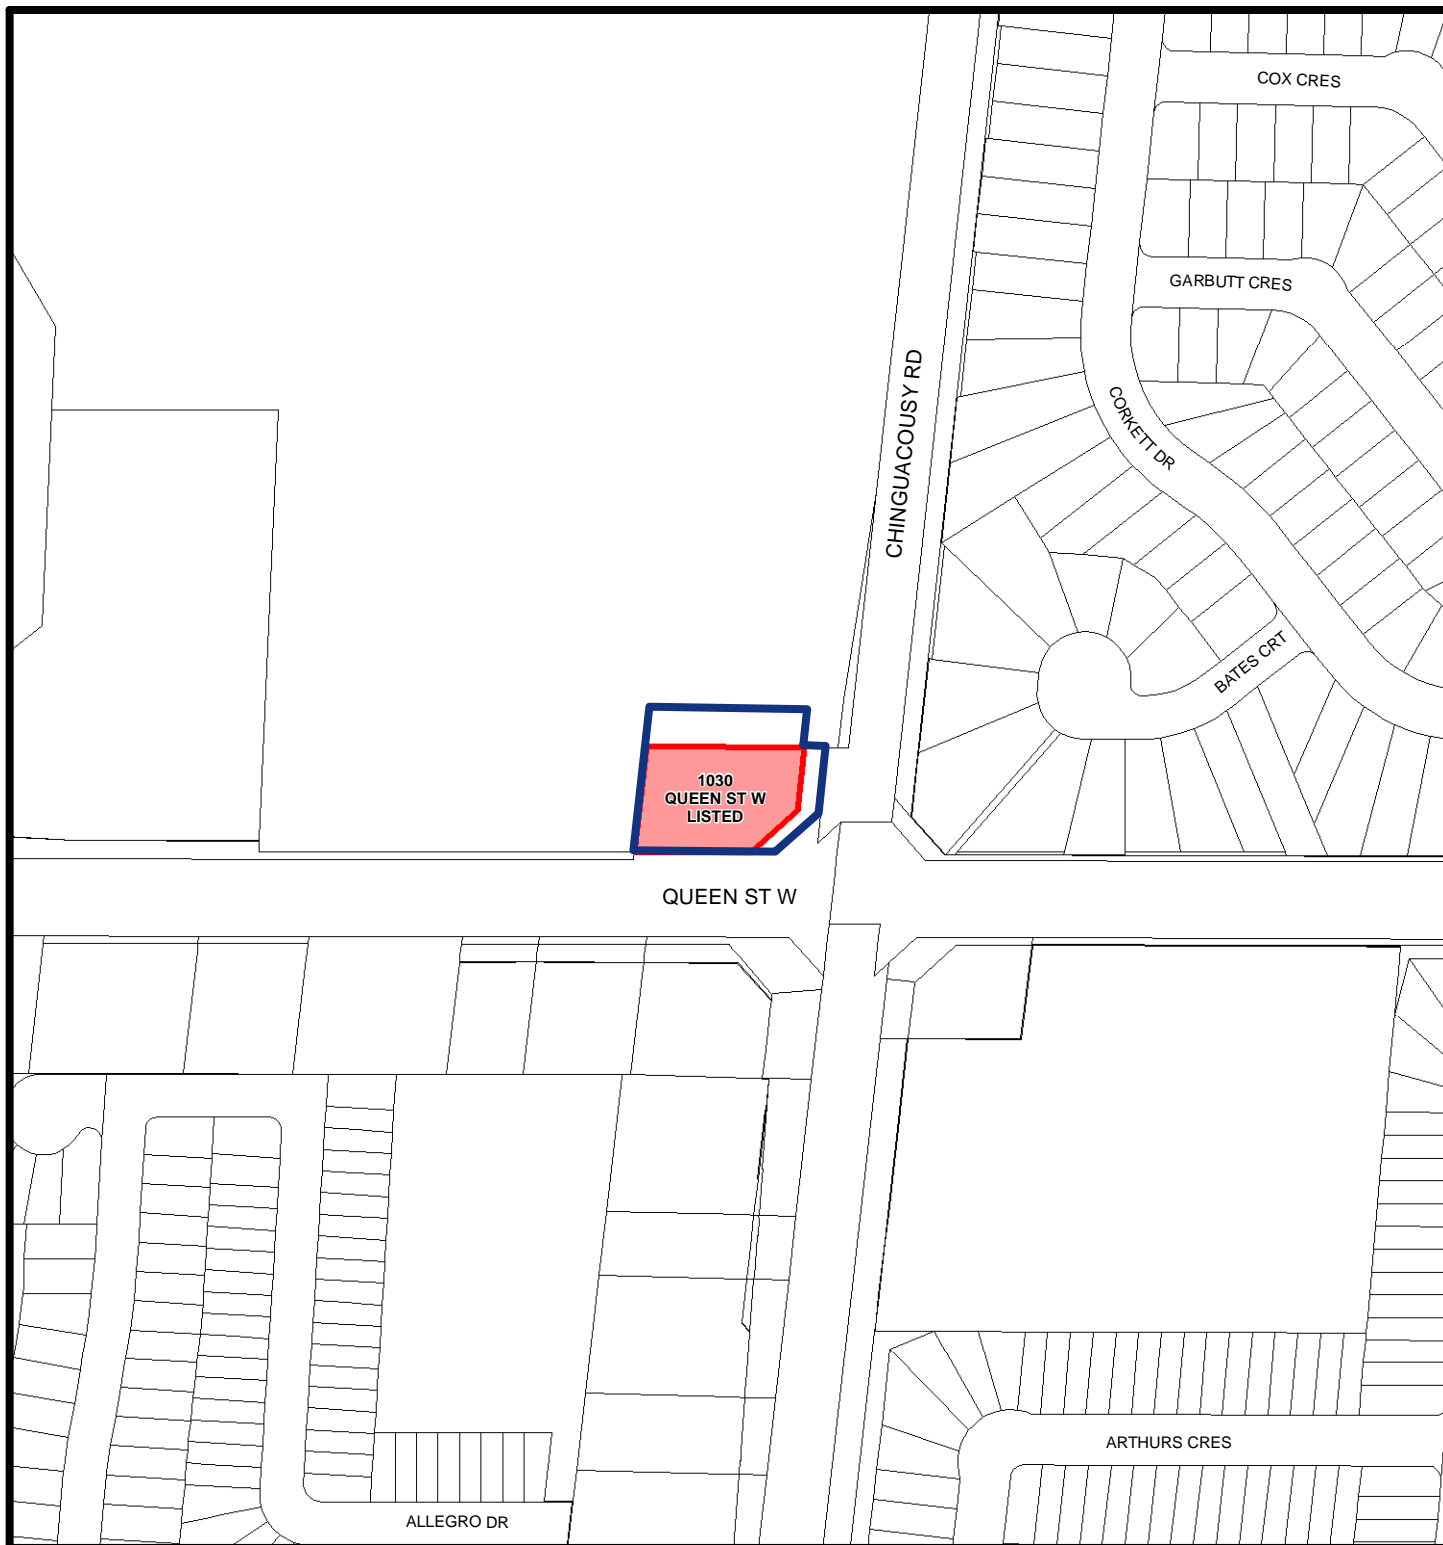 COX CRES
GARBUTT CRES
CHINGUACOUSY RD
CORKETT DR
BATES CRT
1030
QUEEN ST W
LISTED
QUEEN ST W
ARTHURS CRES
ALLEGRO DR